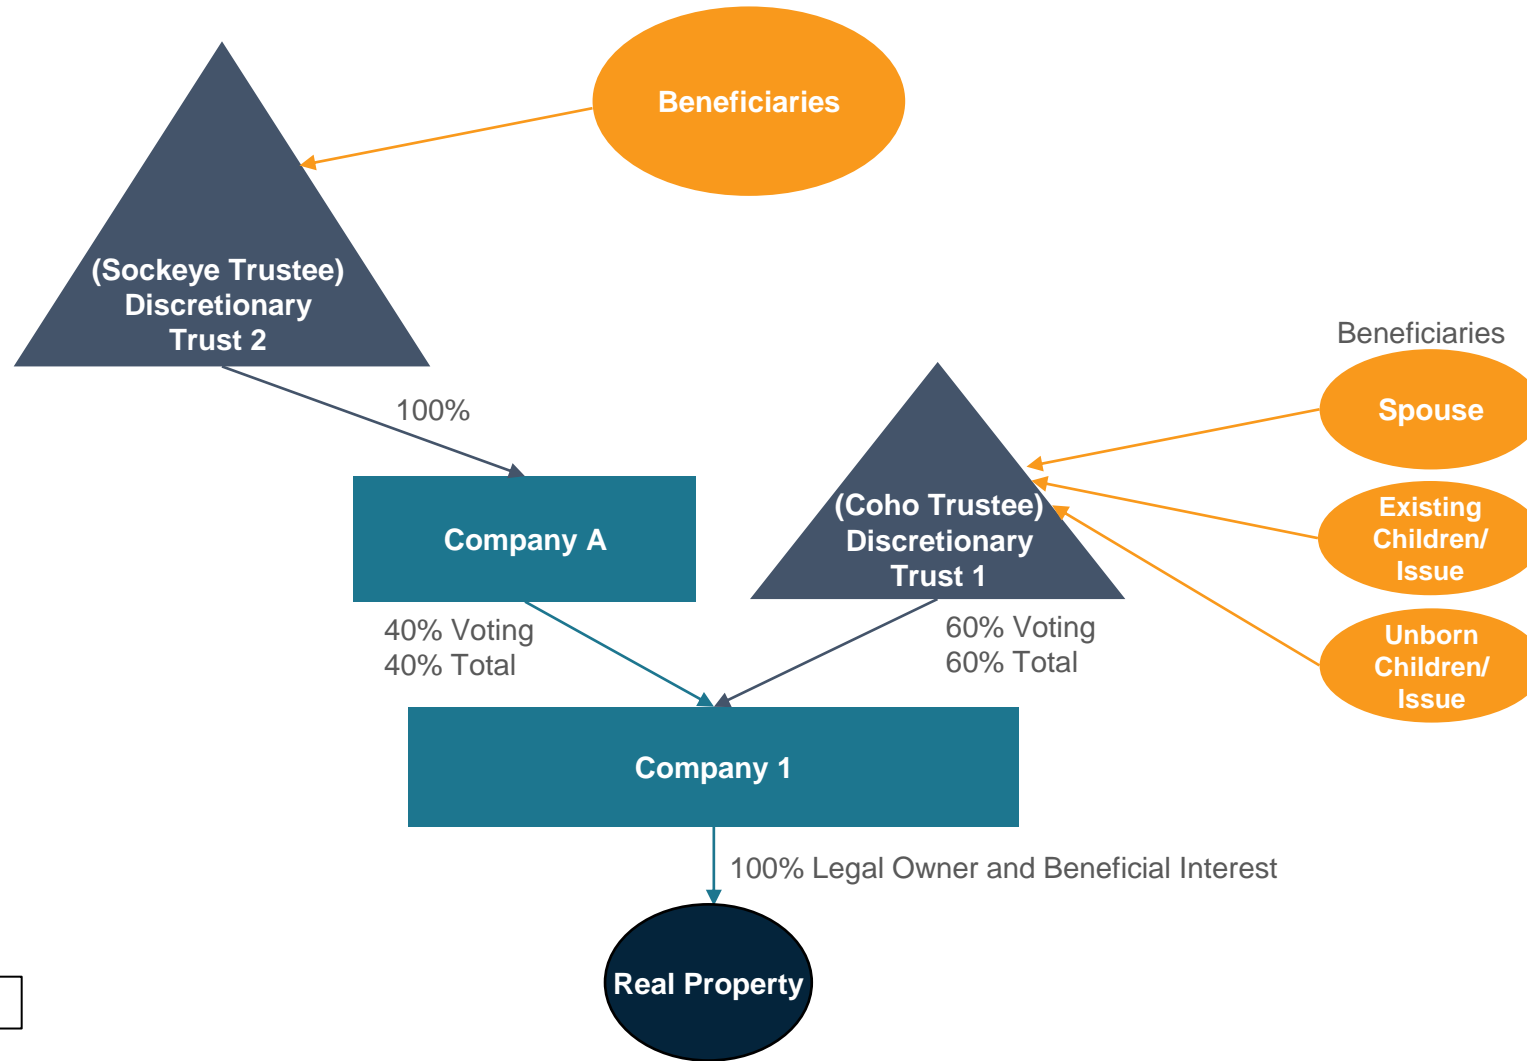 Beneficiaries
(Sockeye Trustee)
Discretionary
Trust 2
100%
Beneficiaries
Spouse
Existing
Children/
Issue
Unborn
Children/
Issue
(Coho Trustee)
Discretionary
Trust 1
Company A
40% Voting
40% Total
60% Voting
60% Total
Company 1
100% Legal Owner and Beneficial Interest
Real Property